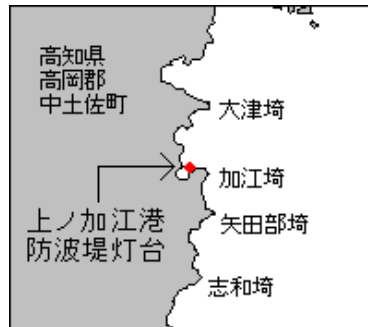 高知県
高岡郡
中土佐町
大津埼
加江埼
上ノ加江港
防波堤灯台
矢田部埼
志和埼